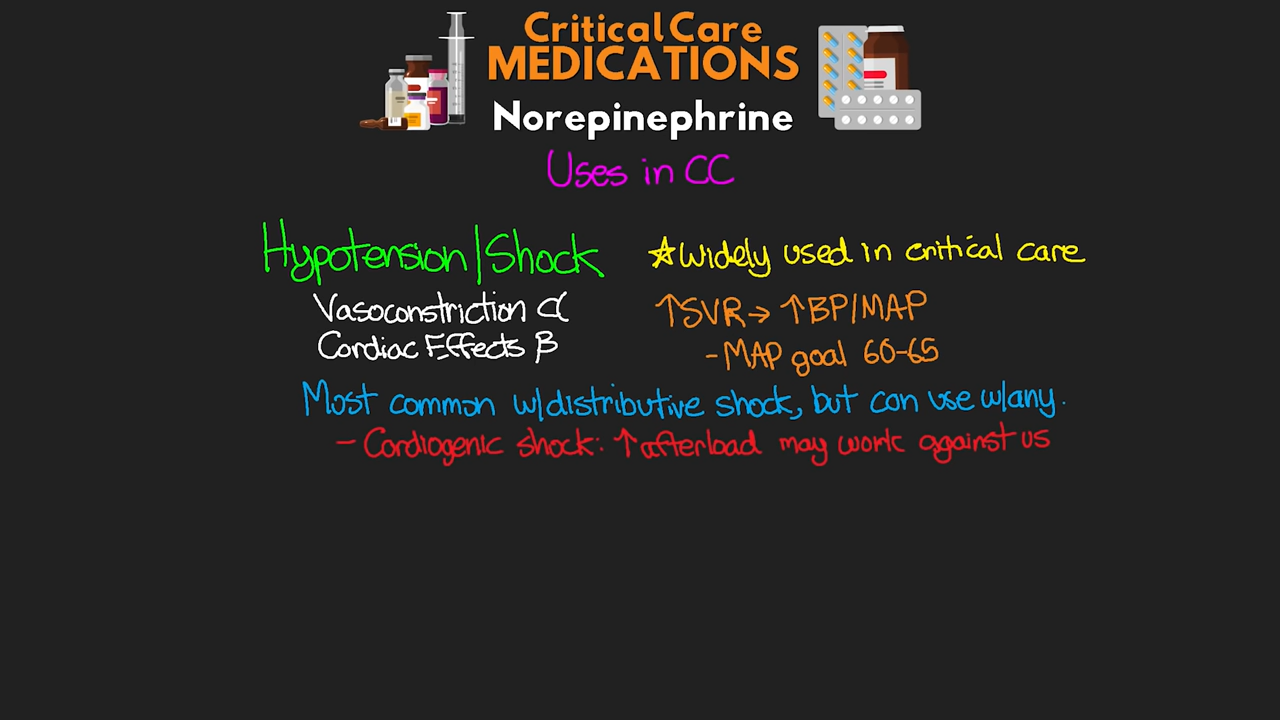 Critical Care
MEDICATIONS
Norepinephrine
Uses in CC
Hypotension/Shock
☆Widely used in critical care
Vasoconstriction α
↑SVR→ ↑BP/MAP
Cardiac Effects β
- MAP goal 60-65
Most common w/distributive shock, but can use w/any.
- Cardiogenic shock: ↑afterload may work against us